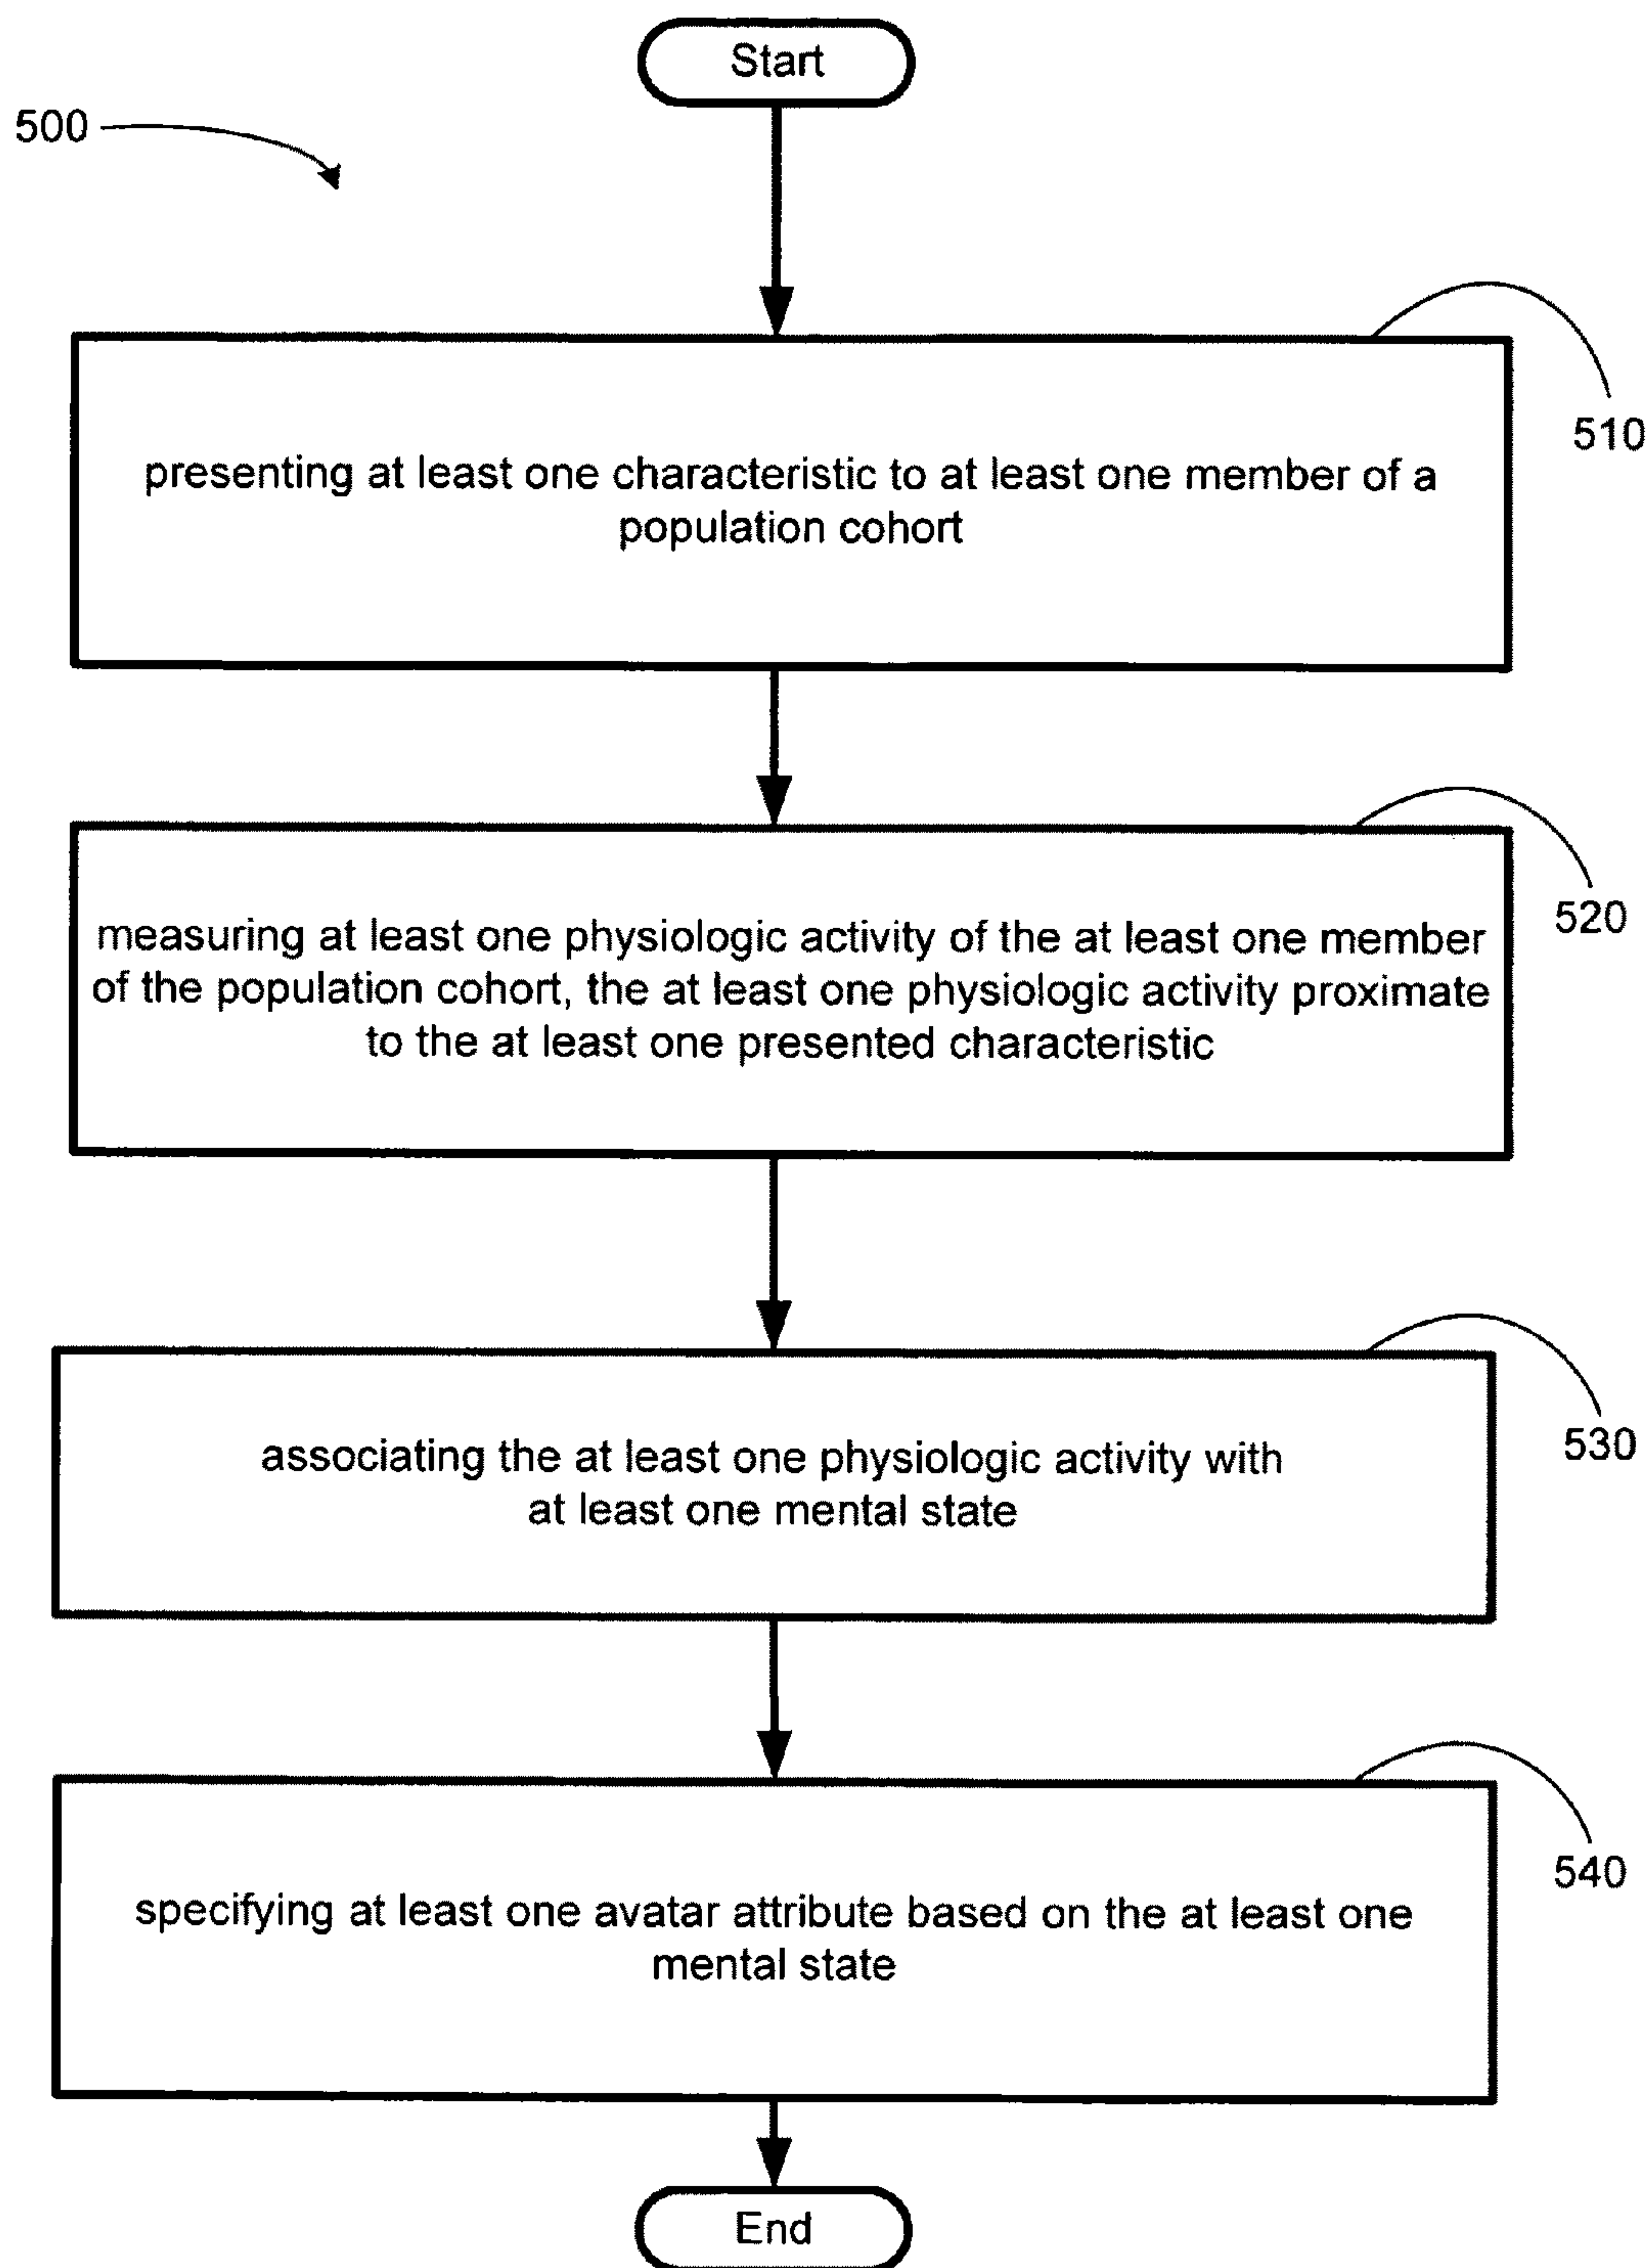 Start
500
510
presenting at least one characteristic to at least one member of a
population cohort
520
measuring at least one physiologic activity of the at least one member
of the population cohort, the at least one physiologic activity proximate
to the at least one presented characteristic
530
associating the at least one physiologic activity with
at least one mental state
540
specifying at least one avatar attribute based on the at least one
mental state
End